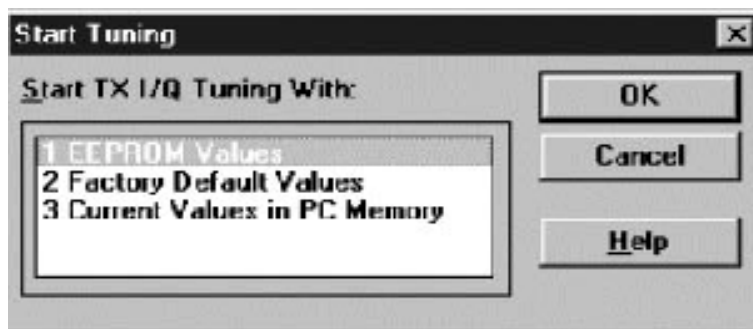 Start Tuning
Start TX I/Q Tuning With:
1 EEPROM Values
2 Factory Default Values
3 Current Values in PC Memory
OK
Cancel
Help